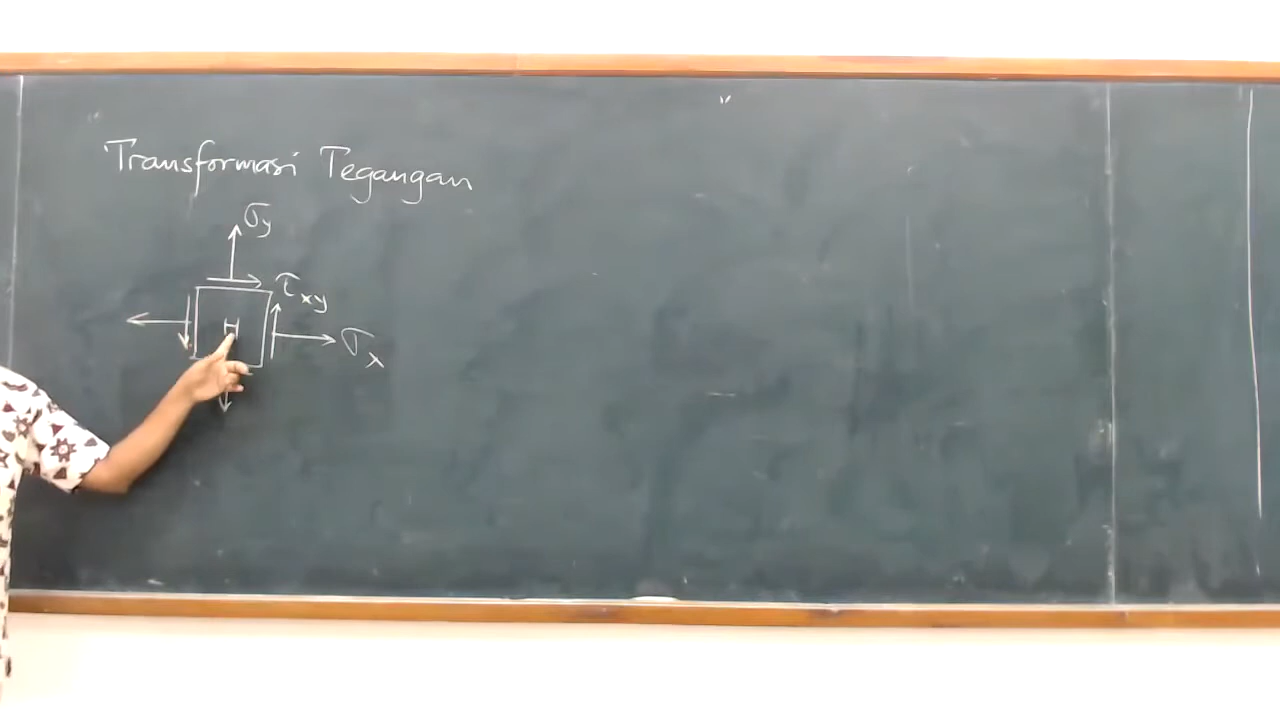 Transformasi Tegangan
σy
τxy
H
σx